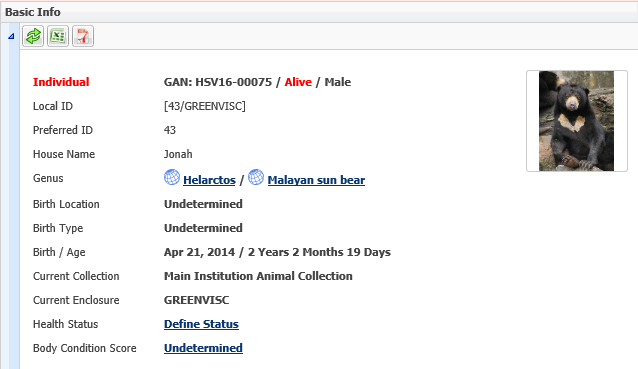 Basic Info
Individual GAN: HSV16-00075 / Alive / Male
Local ID [43/GREENVISC]
Preferred ID 43
House Name Jonah
Genus Helarctos / Malayan sun bear
Birth Location Undetermined
Birth Type Undetermined
Birth / Age Apr 21, 2014 / 2 Years 2 Months 19 Days
Current Collection Main Institution Animal Collection
Current Enclosure GREENVISC
Health Status Define Status
Body Condition Score Undetermined